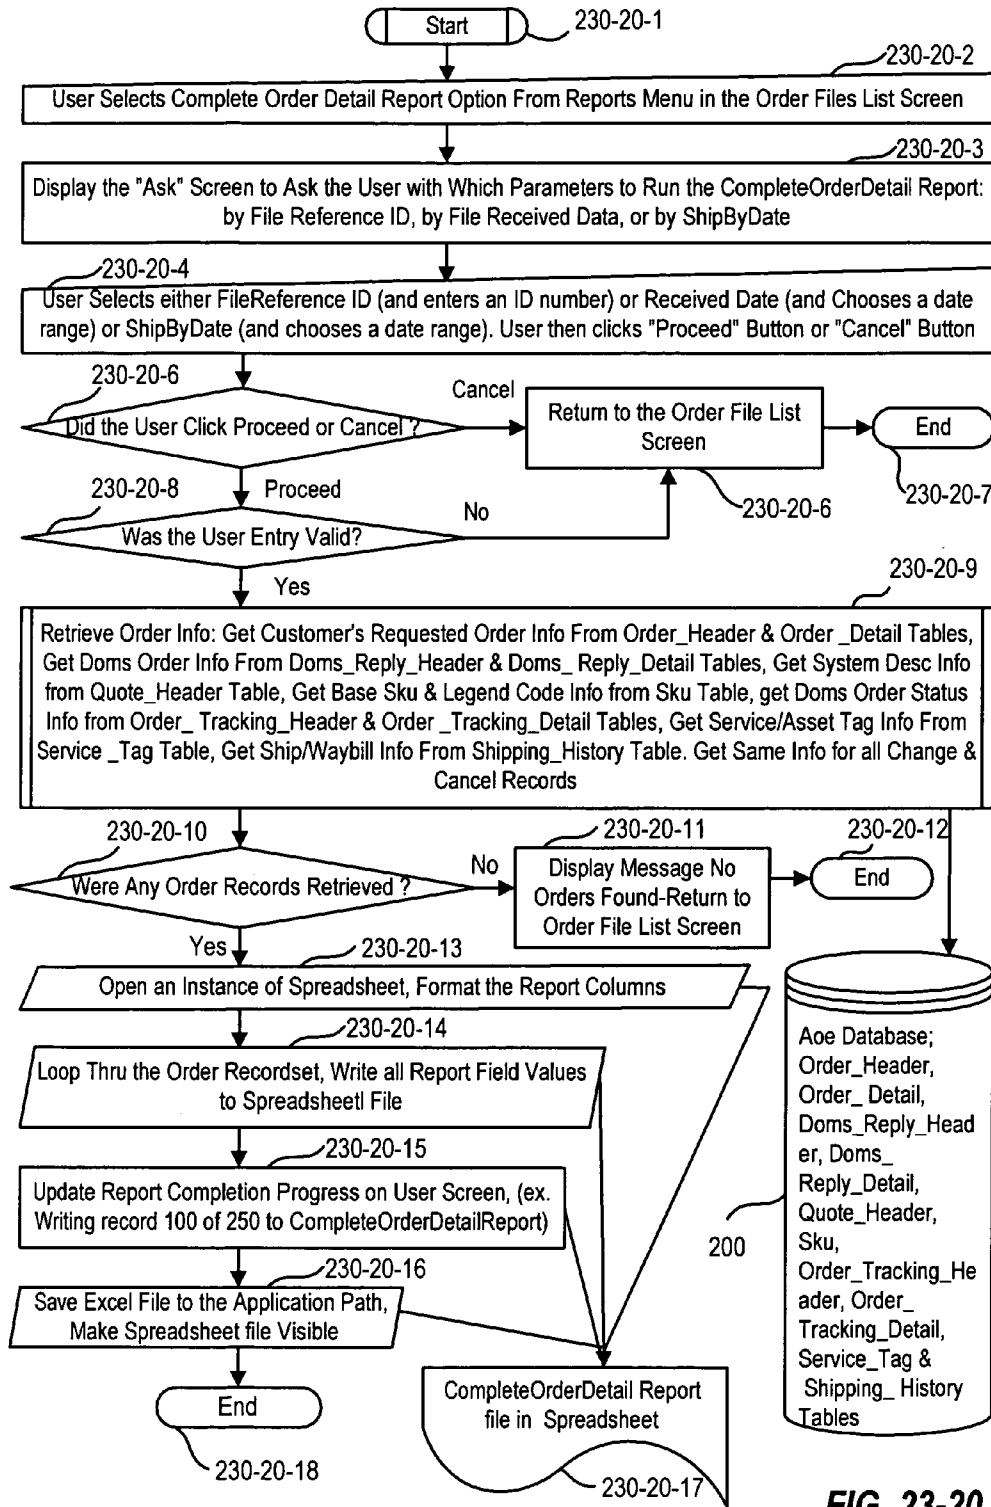 Start
230-20-1
230-20-2
User Selects Complete Order Detail Report Option From Reports Menu in the Order Files List Screen
230-20-3
Display the "Ask" Screen to Ask the User with Which Parameters to Run the CompleteOrderDetail Report:
by File Reference ID, by File Received Data, or by ShipByDate
230-20-4
User Selects either FileReference ID (and enters an ID number) or Received Date (and Chooses a date
range) or ShipByDate (and chooses a date range). User then clicks "Proceed" Button or "Cancel" Button
230-20-6
Did the User Click Proceed or Cancel ?
Cancel
Return to the Order File List
Screen
End
230-20-7
230-20-6
Proceed
230-20-8
Was the User Entry Valid?
No
Yes
230-20-9
Retrieve Order Info: Get Customer's Requested Order Info From Order_Header & Order _Detail Tables,
Get Doms Order Info From Doms_Reply_Header & Doms_ Reply_Detail Tables, Get System Desc Info
from Quote_Header Table, Get Base Sku & Legend Code Info from Sku Table, get Doms Order Status
Info from Order_ Tracking_Header & Order _Tracking_Detail Tables, Get Service/Asset Tag Info From
Service _Tag Table, Get Ship/Waybill Info From Shipping_History Table. Get Same Info for all Change &
Cancel Records
230-20-10
Were Any Order Records Retrieved ?
No
230-20-11
Display Message No
Orders Found-Return to
Order File List Screen
230-20-12
End
Yes
230-20-13
Open an Instance of Spreadsheet, Format the Report Columns
230-20-14
Loop Thru the Order Recordset, Write all Report Field Values
to Spreadsheetl File
230-20-15
Update Report Completion Progress on User Screen, (ex.
Writing record 100 of 250 to CompleteOrderDetailReport)
230-20-16
Save Excel File to the Application Path,
Make Spreadsheet file Visible
End
230-20-18
CompleteOrderDetail Report
file in Spreadsheet
230-20-17
Aoe Database;
Order_Header,
Order_ Detail,
Doms_Reply_Head
er, Doms_
Reply_Detail,
Quote_Header,
Sku,
Order_Tracking_He
ader, Order_
Tracking_Detail,
Service_Tag &
Shipping_ History
Tables
200
FIG. 23-20